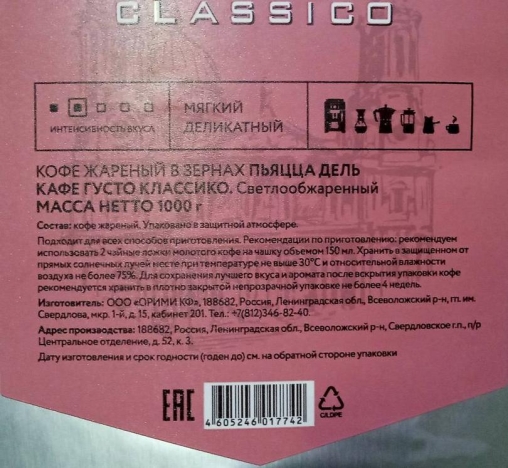 CLASSICO
ИНТЕНСИВНОСТЬ ВКУСА
МЯГКИЙ
ДЕЛИКАТНЫЙ
КОФЕ ЖАРЕНЫЙ В ЗЕРНАХ ПЬЯЦЦА ДЕЛЬ
КАФЕ ГУСТО КЛАССИКО. Светлообжаренный
МАССА НЕТТО 1000 г
Состав: кофе жареный. Упаковано в защитной атмосфере.
Подходит для всех способов приготовления. Рекомендации по приготовлению: рекомендуем
использовать 2 чайные ложки молотого кофе на чашку объемом 150 мл. Хранить в защищенном от
прямых солнечных лучей месте при температуре не выше 30°С и относительной влажности
воздуха не более 75%. Для сохранения лучшего вкуса и аромата после вскрытия упаковки кофе
рекомендуется хранить в плотно закрытой непрозрачной упаковке не более 4 недель.
Изготовитель: ООО «ОРИМИ КФ», 188682, Россия, Ленинградская обл., Всеволожский р-н, гп. им.
Свердлова, мкр. 1-й, д. 15, кабинет 201. Тел.: +7(812)346-82-40.
Адрес производства: 188682, Россия, Ленинградская обл., Всеволожский р-н, Свердловское г.п., п/р
Центральное отделение, д. 52, к. 3.
Дату изготовления и срок годности (годен до) см. на обратной стороне упаковки
EAC
4 605246 017742
C/LDPE